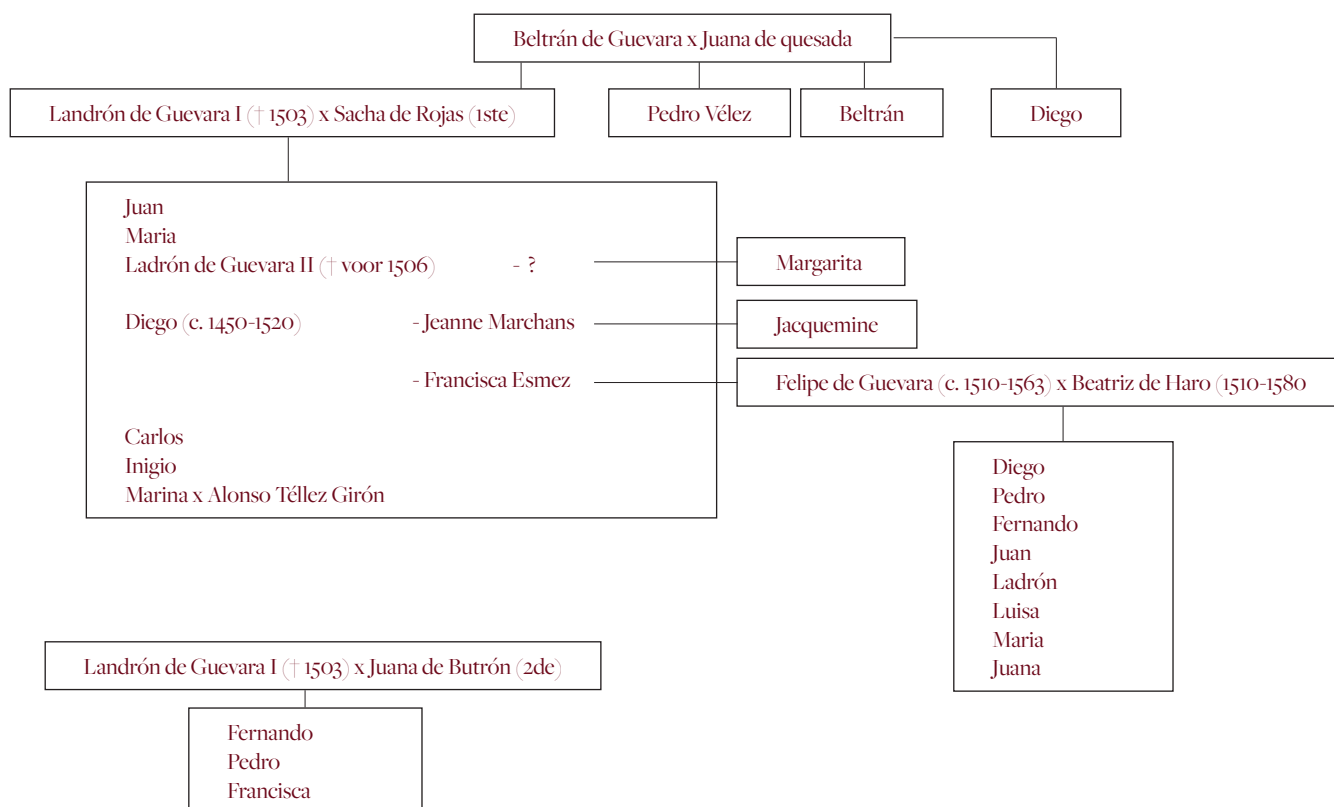 Beltrán de Guevara x Juana de quesada
Landrón de Guevara I († 1503) x Sacha de Rojas (1ste)
Pedro Vélez
Beltrán
Diego
Juan
Maria
Ladrón de Guevara II († voor 1506) - ?
Margarita
Diego (c. 1450-1520) - Jeanne Marchans
Jacquemine
- Francisca Esmez
Felipe de Guevara (c. 1510-1563) x Beatriz de Haro (1510-1580
Carlos
Inigio
Marina x Alonso Téllez Girón
Diego
Pedro
Fernando
Juan
Ladrón
Luisa
Maria
Juana
Landrón de Guevara I († 1503) x Juana de Butrón (2de)
Fernando
Pedro
Francisca